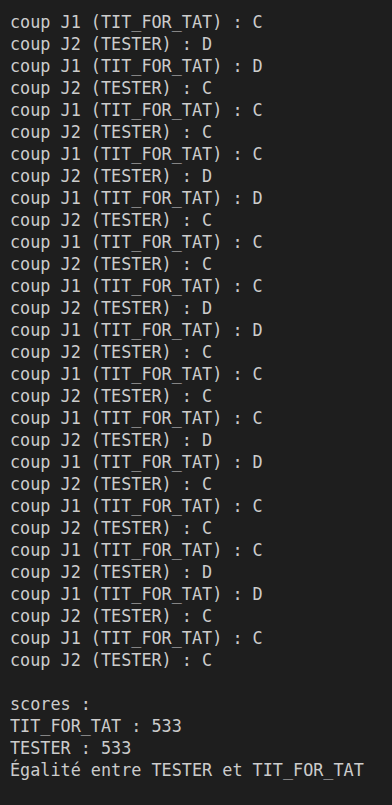 coup J1 (TIT_FOR_TAT) : C
coup J2 (TESTER) : D
coup J1 (TIT_FOR_TAT) : D
coup J2 (TESTER) : C
coup J1 (TIT_FOR_TAT) : C
coup J2 (TESTER) : C
coup J1 (TIT_FOR_TAT) : C
coup J2 (TESTER) : D
coup J1 (TIT_FOR_TAT) : D
coup J2 (TESTER) : C
coup J1 (TIT_FOR_TAT) : C
coup J2 (TESTER) : C
coup J1 (TIT_FOR_TAT) : C
coup J2 (TESTER) : D
coup J1 (TIT_FOR_TAT) : D
coup J2 (TESTER) : C
coup J1 (TIT_FOR_TAT) : C
coup J2 (TESTER) : C
coup J1 (TIT_FOR_TAT) : C
coup J2 (TESTER) : D
coup J1 (TIT_FOR_TAT) : D
coup J2 (TESTER) : C
coup J1 (TIT_FOR_TAT) : C
coup J2 (TESTER) : C
coup J1 (TIT_FOR_TAT) : C
coup J2 (TESTER) : D
coup J1 (TIT_FOR_TAT) : D
coup J2 (TESTER) : C
coup J1 (TIT_FOR_TAT) : C
coup J2 (TESTER) : C
scores :
TIT_FOR_TAT : 533
TESTER : 533
Égalité entre TESTER et TIT_FOR_TAT